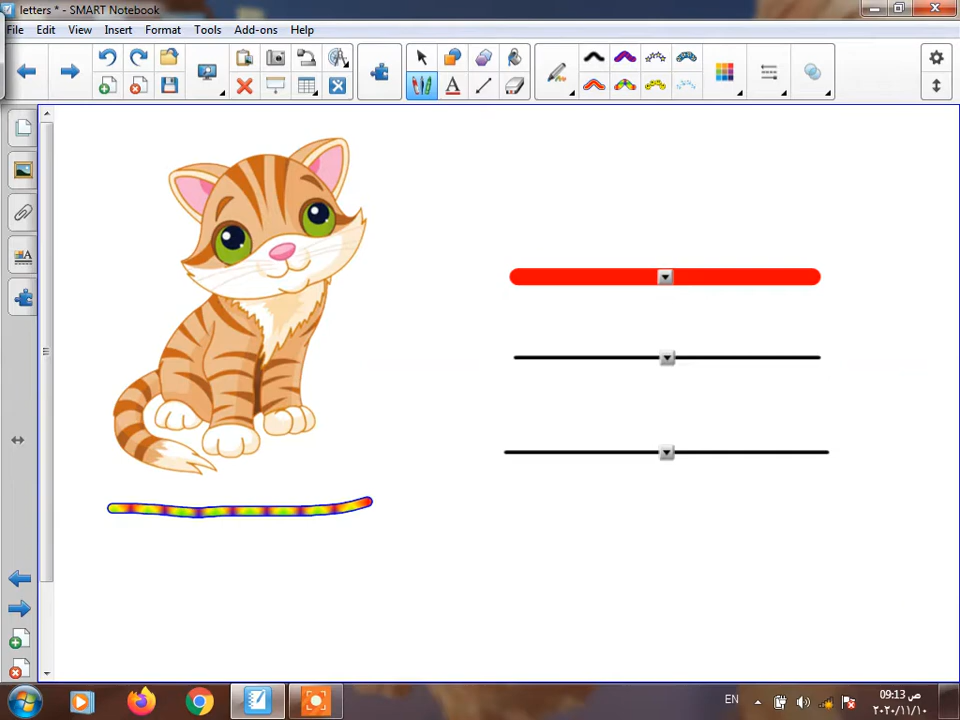 letters * - SMART Notebook
File Edit View Insert Format Tools Add-ons Help
EN
09:13 ص
٢٠٢٠/١١/١٠